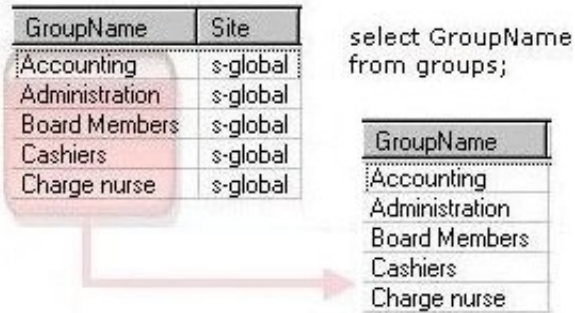 GroupName Site
Accounting s-global
Administration s-global
Board Members s-global
Cashiers s-global
Charge nurse s-global
select GroupName
from groups;
GroupName
Accounting
Administration
Board Members
Cashiers
Charge nurse